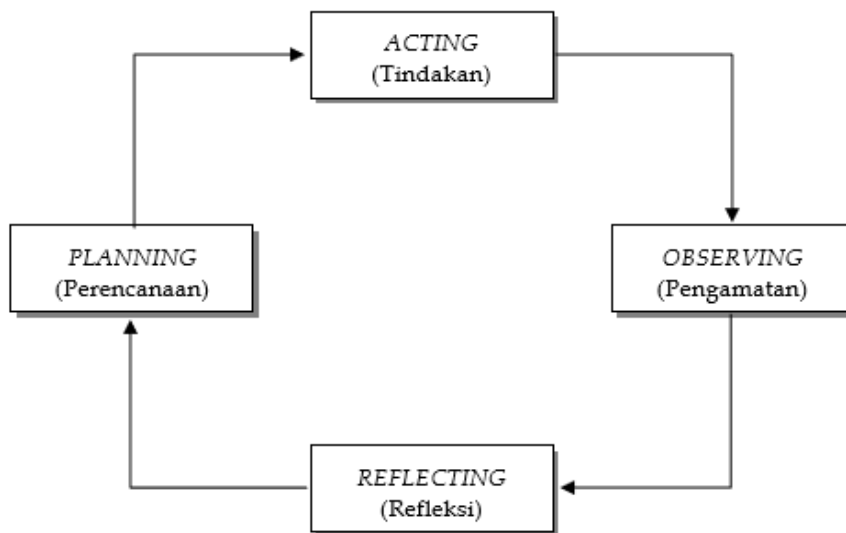 ACTING
(Tindakan)
PLANNING
(Perencanaan)
OBSERVING
(Pengamatan)
REFLECTING
(Refleksi)